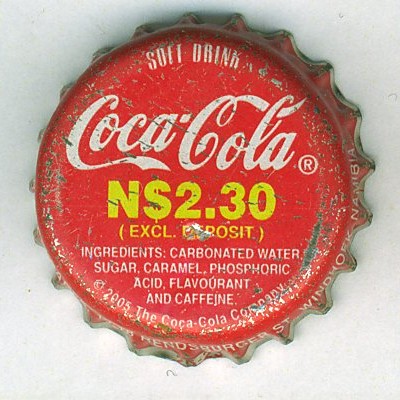 SOFT DRINK
Coca-Cola®
N$2.30
(EXCL. DEPOSIT.)
INGREDIENTS: CARBONATED WATER,
SUGAR, CARAMEL, PHOSPHORIC
ACID, FLAVOURANT
AND CAFFEINE.
© 2005 The Coca-Cola Company